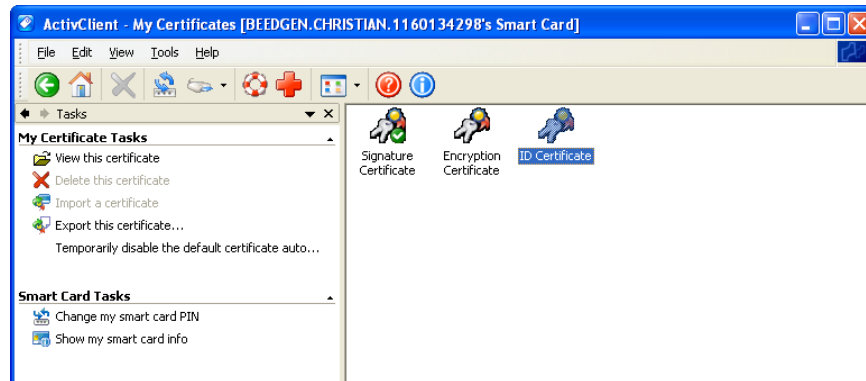 ActivClient - My Certificates [BEEDGEN.CHRISTIAN.1160134298's Smart Card]
File Edit View Tools Help
Tasks
My Certificate Tasks
View this certificate
Delete this certificate
Import a certificate
Export this certificate...
Temporarily disable the default certificate auto...
Smart Card Tasks
Change my smart card PIN
Show my smart card info
Signature
Certificate
Encryption
Certificate
ID Certificate